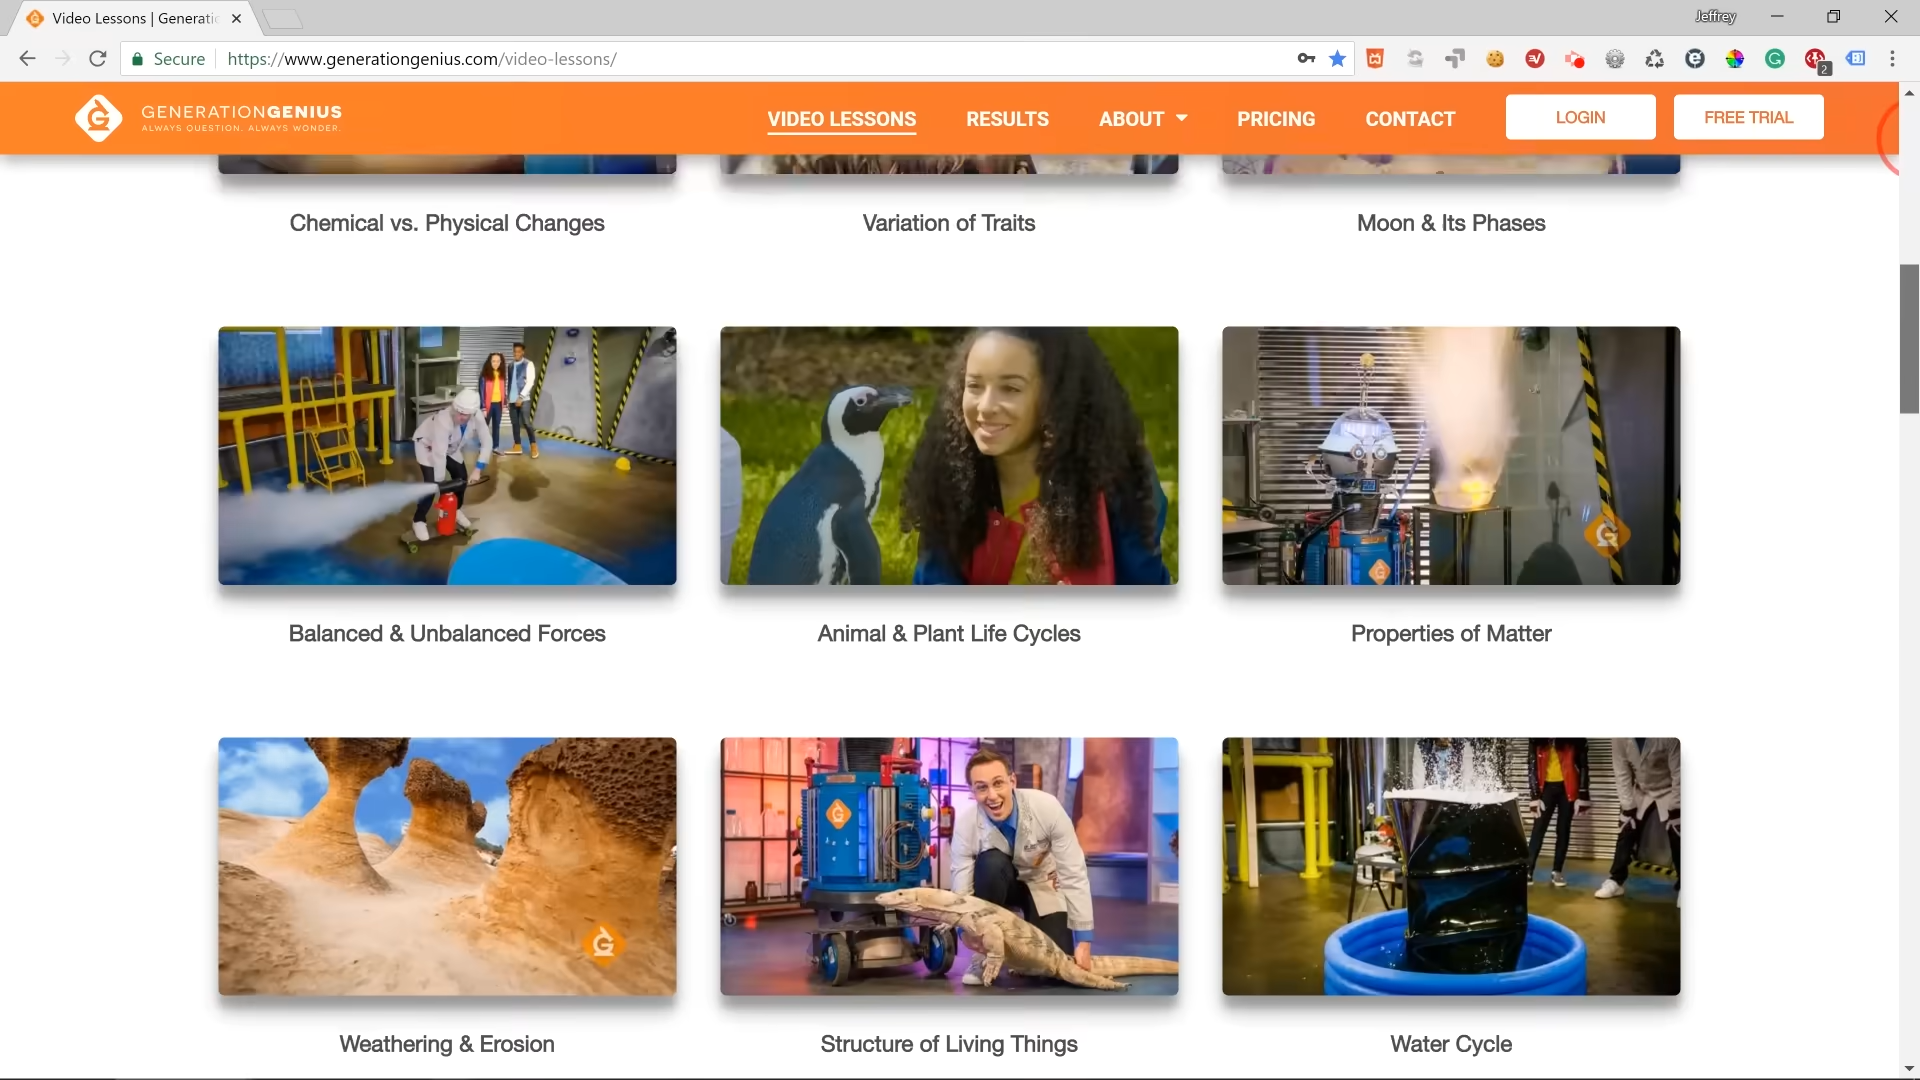 Video Lessons | Generati
Jeffrey
Secure
https://www.generationgenius.com/video-lessons/
2
GENERATIONGENIUS
ALWAYS QUESTION. ALWAYS WONDER.
VIDEO LESSONS
RESULTS
ABOUT
PRICING
CONTACT
LOGIN
FREE TRIAL
Chemical vs. Physical Changes
Variation of Traits
Moon & Its Phases
Balanced & Unbalanced Forces
Animal & Plant Life Cycles
Properties of Matter
Weathering & Erosion
Structure of Living Things
Water Cycle